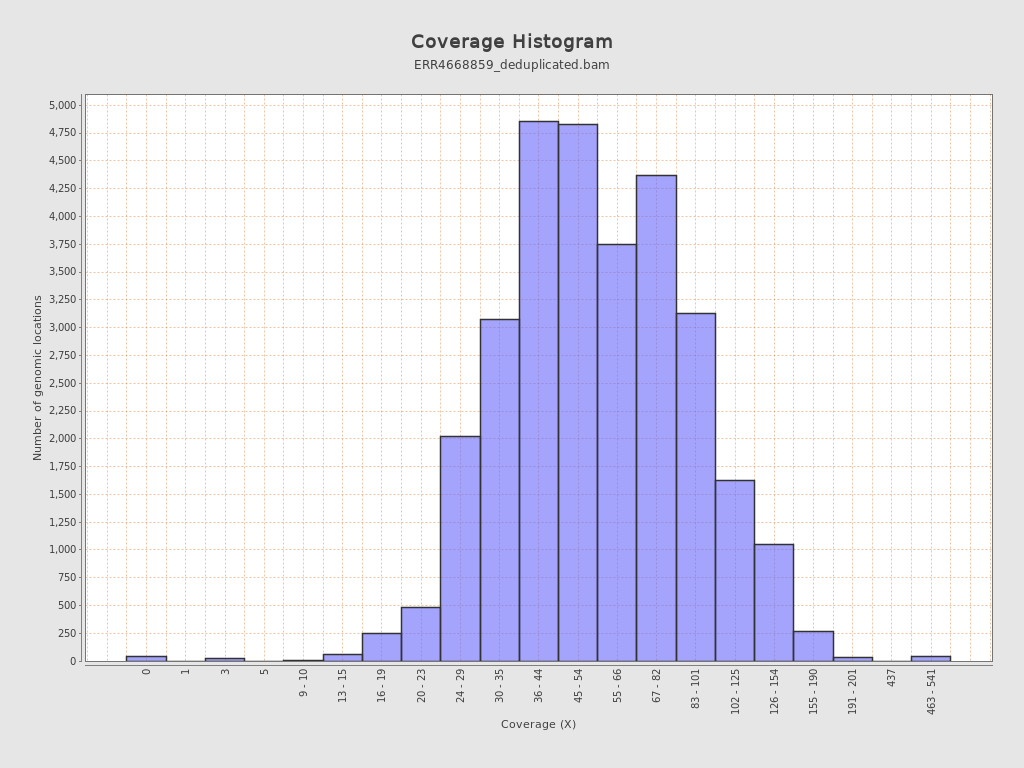 Coverage Histogram
ERR4668859_deduplicated.bam
Number of genomic locations
5,000
4,750
4,500
4,250
4,000
3,750
3,500
3,250
3,000
2,750
2,500
2,250
2,000
1,750
1,500
1,250
1,000
750
500
250
0
0
1
3
5
9 - 10
13 - 15
16 - 19
20 - 23
24 - 29
30 - 35
36 - 44
45 - 54
55 - 66
67 - 82
83 - 101
102 - 125
126 - 154
155 - 190
191 - 201
437
463 - 541
Coverage (X)